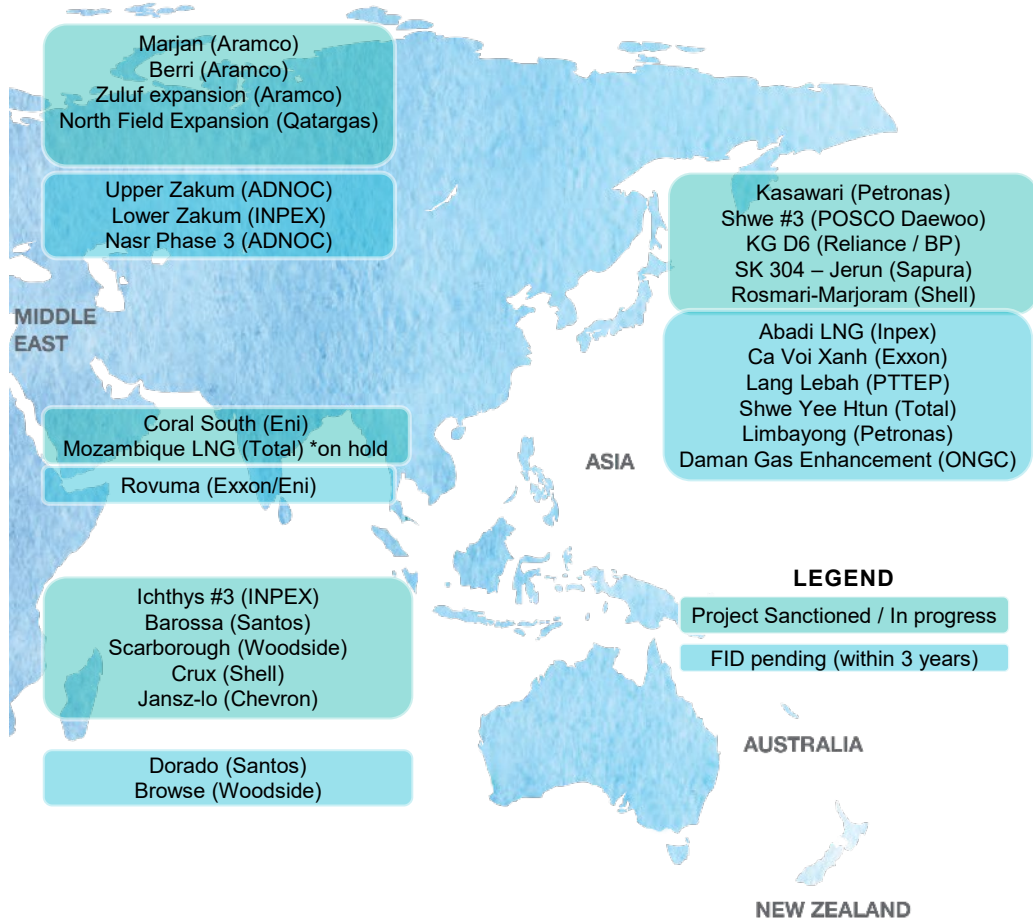 Marjan (Aramco)
Berri (Aramco)
Zuluf expansion (Aramco)
North Field Expansion (Qatargas)
Upper Zakum (ADNOC)
Lower Zakum (INPEX)
Nasr Phase 3 (ADNOC)
MIDDLE
EAST
Coral South (Eni)
Mozambique LNG (Total) *on hold
Rovuma (Exxon/Eni)
Ichthys #3 (INPEX)
Barossa (Santos)
Scarborough (Woodside)
Crux (Shell)
Jansz-lo (Chevron)
Dorado (Santos)
Browse (Woodside)
Kasawari (Petronas)
Shwe #3 (POSCO Daewoo)
KG D6 (Reliance / BP)
SK 304 – Jerun (Sapura)
Rosmari-Marjoram (Shell)
Abadi LNG (Inpex)
Ca Voi Xanh (Exxon)
Lang Lebah (PTTEP)
Shwe Yee Htun (Total)
Limbayong (Petronas)
Daman Gas Enhancement (ONGC)
ASIA
LEGEND
Project Sanctioned / In progress
FID pending (within 3 years)
AUSTRALIA
NEW ZEALAND